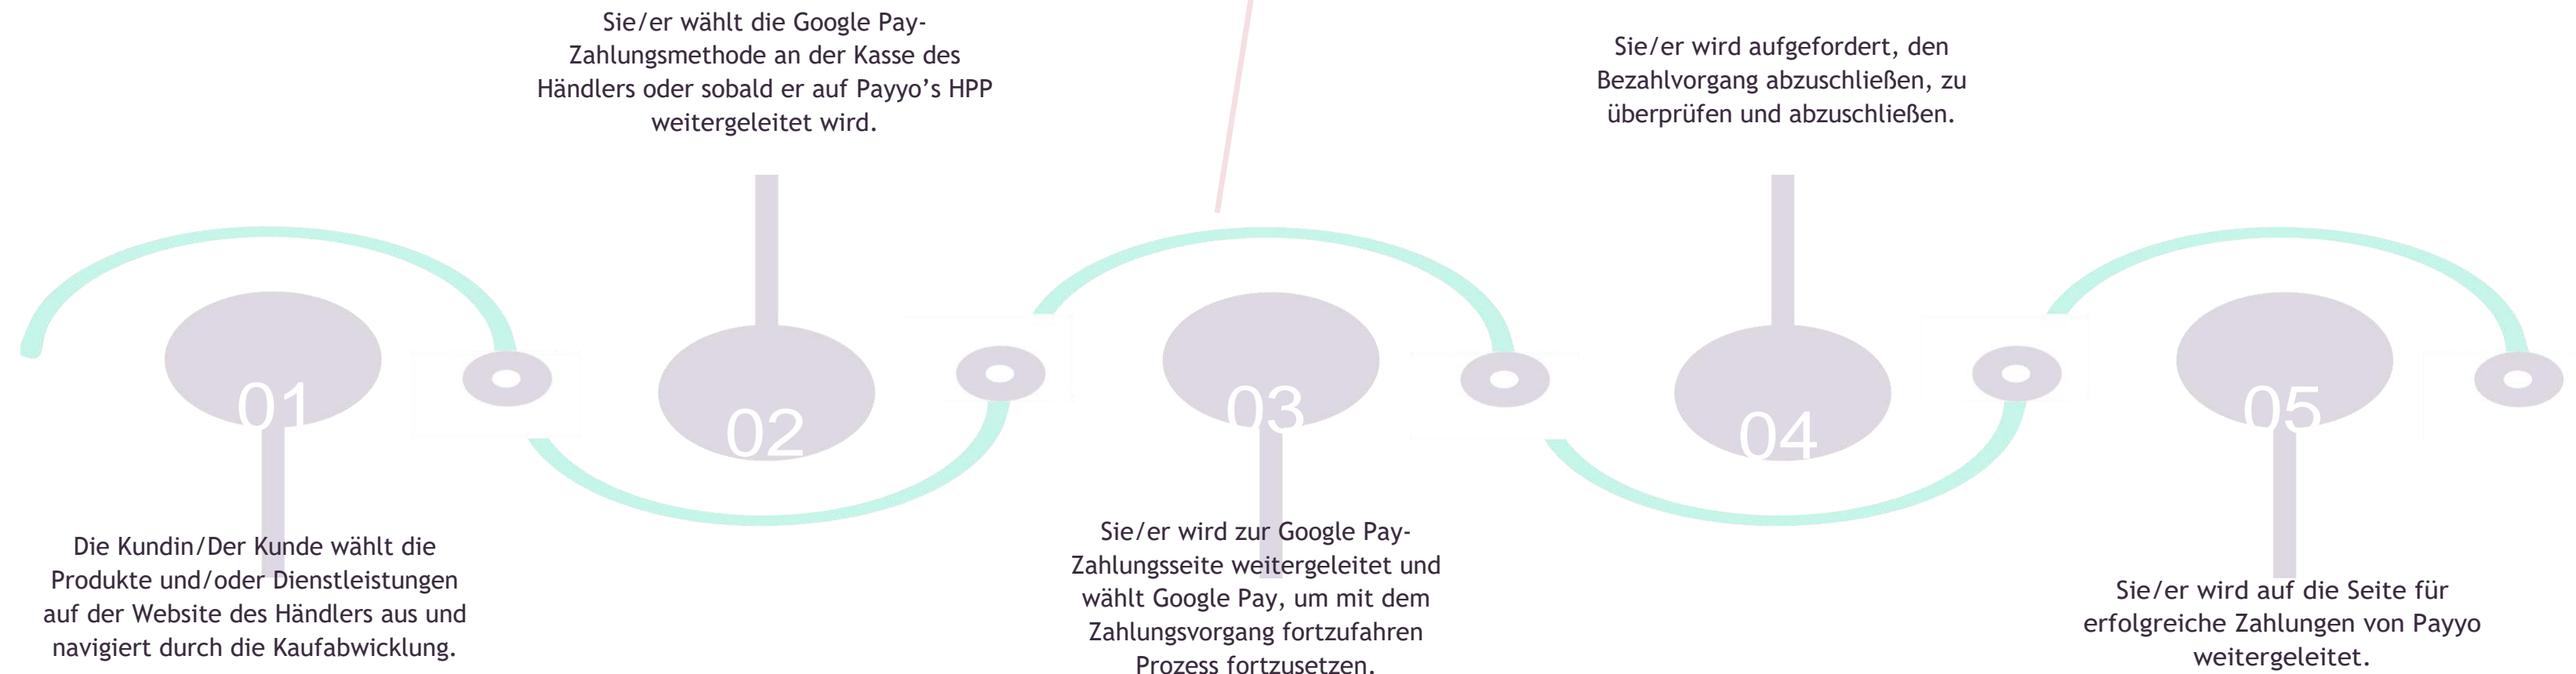 Sie/er wählt die Google Pay-
Zahlungsmethode an der Kasse des
Händlers oder sobald er auf Payyo’s HPP
weitergeleitet wird.
Sie/er wird aufgefordert, den
Bezahlvorgang abzuschließen, zu
überprüfen und abzuschließen.
01
02
03
04
05
Die Kundin/Der Kunde wählt die
Produkte und/oder Dienstleistungen
auf der Website des Händlers aus und
navigiert durch die Kaufabwicklung.
Sie/er wird zur Google Pay-
Zahlungsseite weitergeleitet und
wählt Google Pay, um mit dem
Zahlungsvorgang fortzufahren
Prozess fortzusetzen.
Sie/er wird auf die Seite für
erfolgreiche Zahlungen von Payyo
weitergeleitet.